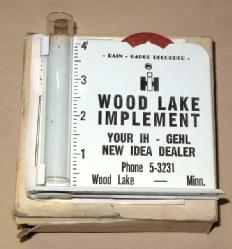 - RAIN - GAUGE RECORDER -
4
3
2
1
IH
WOOD LAKE
IMPLEMENT
YOUR IH - GEHL
NEW IDEA DEALER
Phone 5-3231
Wood Lake — Minn.